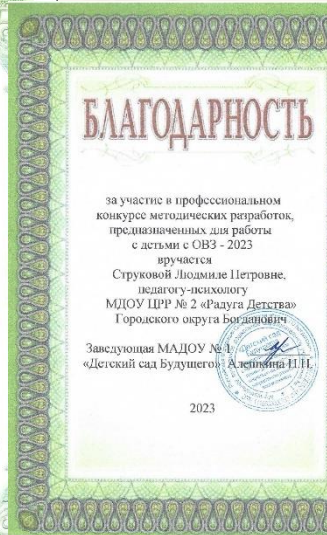 БЛАГОДАРНОСТЬ
за участие в профессиональном
конкурсе методических разработок,
предназначенных для работы
с детьми с ОВЗ - 2023
вручается
Струковой Людмиле Петровне,
педагогу-психологу
МДОУ ЦРР № 2 «Радуга Детства»
Городского округа Богданович
Заведующая МАДОУ № 1
«Детский сад Будущего» Алешкина Н.Н.
2023